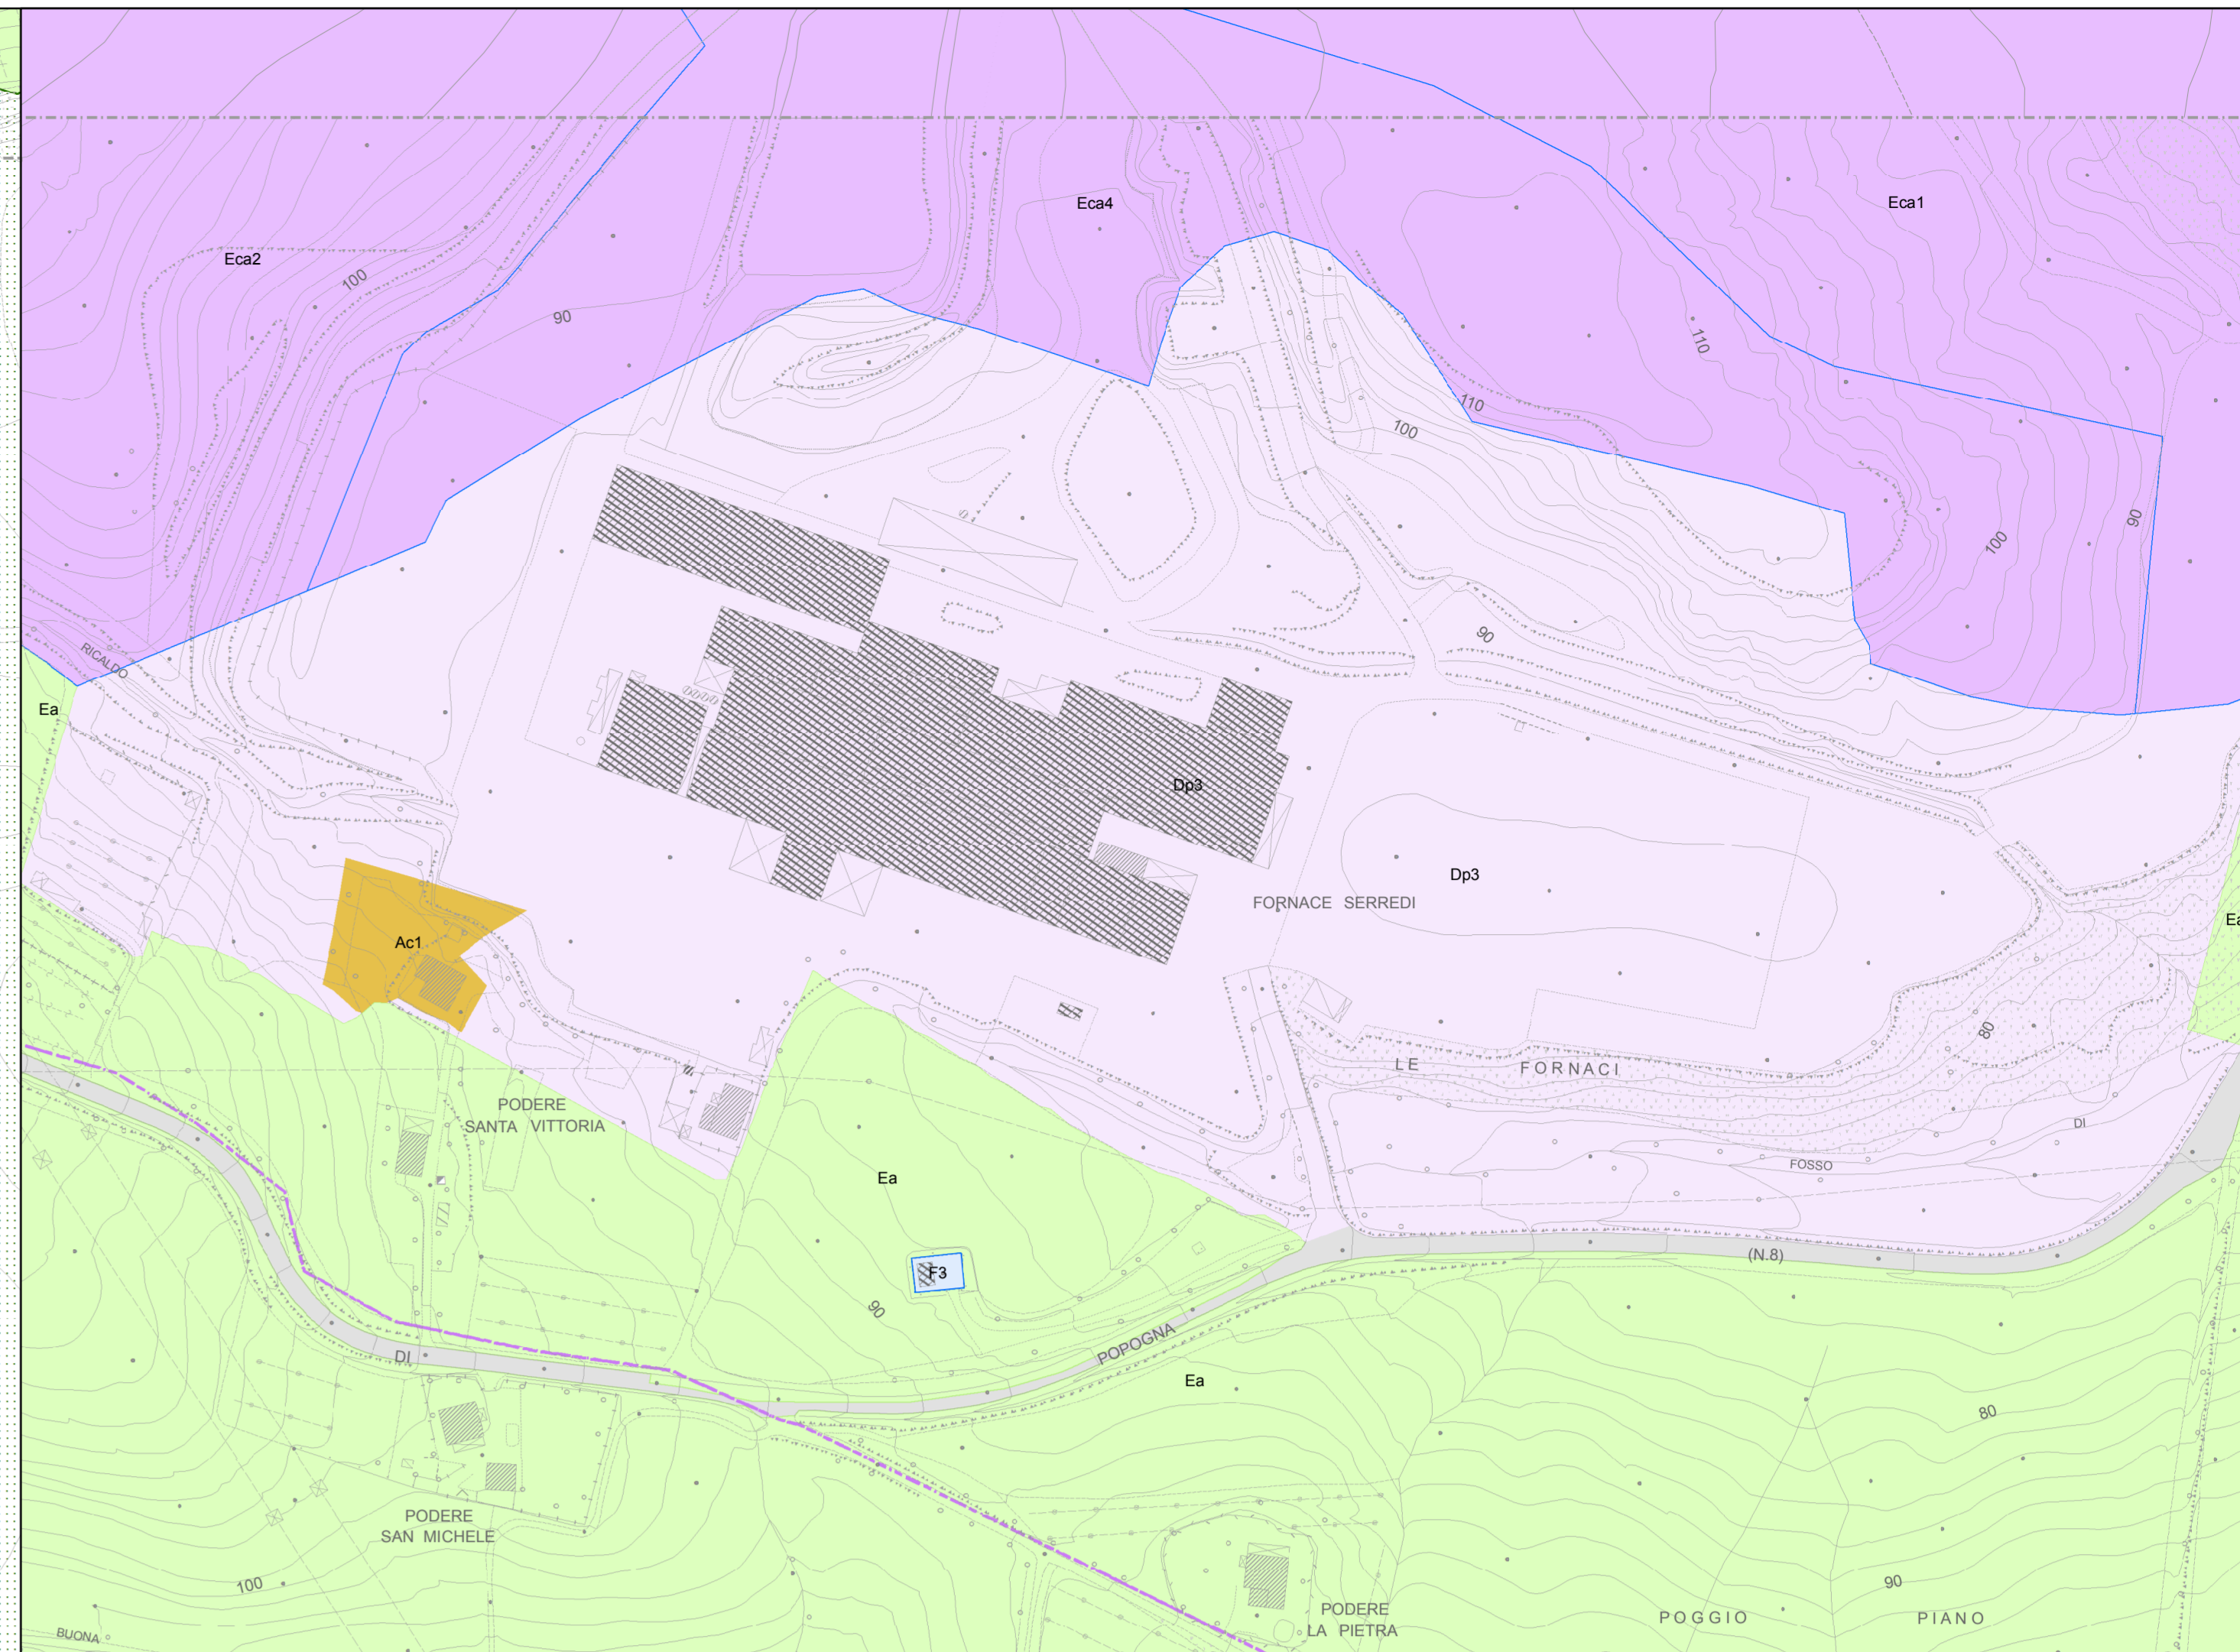 Eca4
Eca1
Eca2
100
90
110
110
100
90
100
90
RICALDO
Ea
Dp3
Dp3
FORNACE SERREDI
Ac1
Ea
80
LE FORNACI
PODERE
SANTA VITTORIA
DI
FOSSO
Ea
(N.8)
F3
90
POPOGNA
DI
Ea
80
PODERE
SAN MICHELE
100
90
PODERE
LA PIETRA
POGGIO PIANO
BUONA